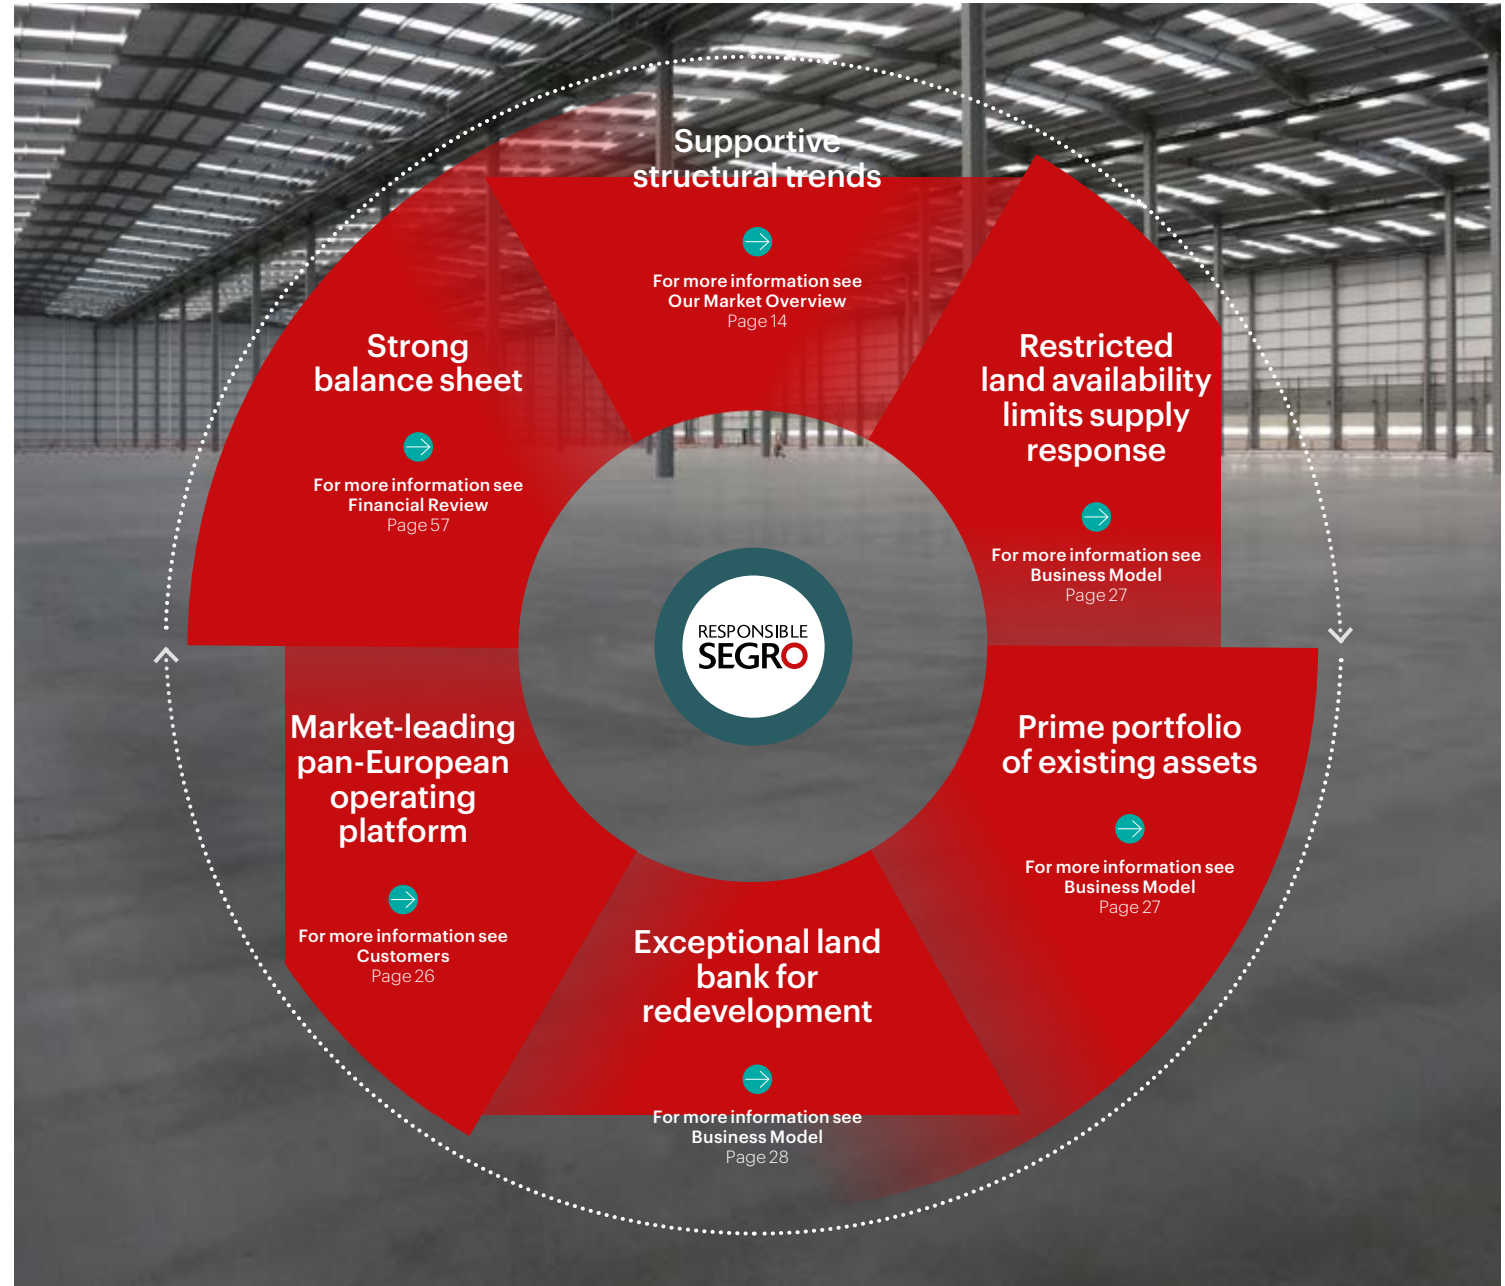 Supportive
structural trends
For more information see
Our Market Overview
Page 14
Restricted
land availability
limits supply
response
For more information see
Business Model
Page 27
Prime portfolio
of existing assets
For more information see
Business Model
Page 27
Exceptional land
bank for
redevelopment
For more information see
Business Model
Page 28
Market-leading
pan-European
operating
platform
For more information see
Customers
Page 26
Strong
balance sheet
For more information see
Financial Review
Page 57
RESPONSIBLE
SEGRO